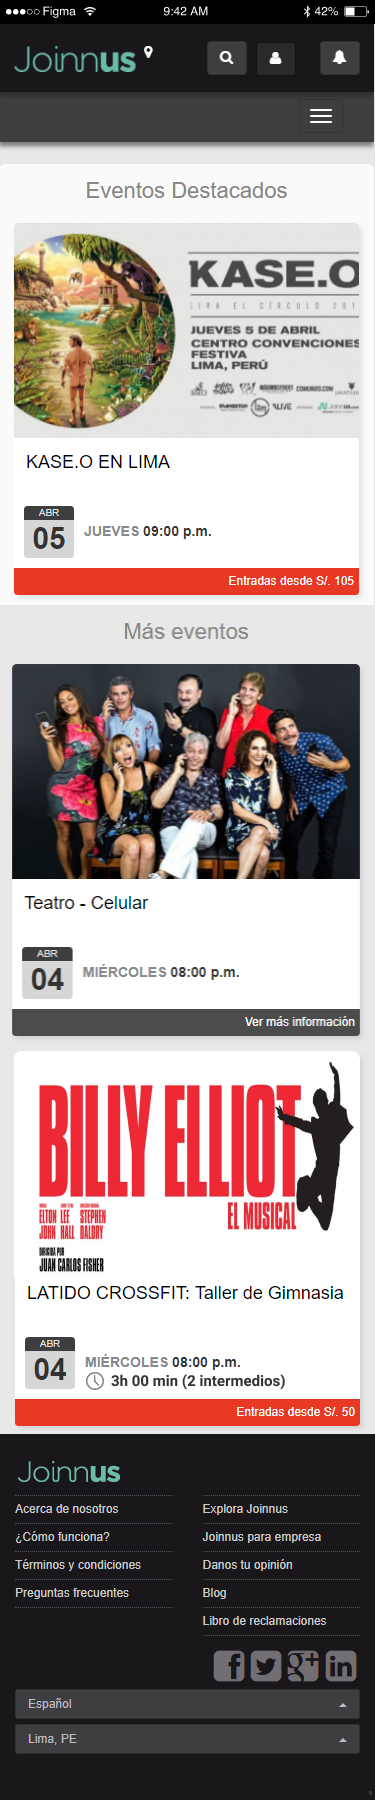 Figma
9:42 AM
42%
Joinnus
Eventos Destacados
KASE.O
GIRA EL CÍRCULO 201
JUEVES 5 DE ABRIL
CENTRO CONVENCIONES
FESTIVA
LIMA, PERÚ
KASE.O EN LIMA
ABR
05
JUEVES 09:00 p.m.
Entradas desde S/. 105
Más eventos
Teatro - Celular
ABR
04
MIÉRCOLES 08:00 p.m.
Ver más información
BILLY ELLIOT
EL MUSICAL
ELTON JOHN
LEE HALL
STEPHEN DALDRY
DIRIGIDA POR
JUAN CARLOS FISHER
LATIDO CROSSFIT: Taller de Gimnasia
ABR
04
MIÉRCOLES 08:00 p.m.
3h 00 min (2 intermedios)
Entradas desde S/. 50
Joinnus
Acerca de nosotros
¿Cómo funciona?
Términos y condiciones
Preguntas frecuentes
Explora Joinnus
Joinnus para empresa
Danos tu opinión
Blog
Libro de reclamaciones
Español
Lima, PE